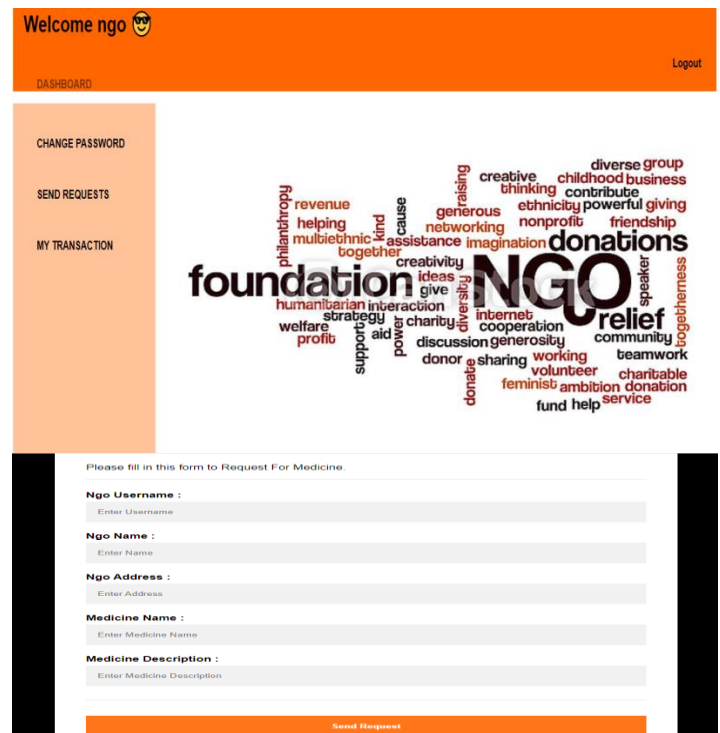 Welcome ngo 😎
Logout
DASHBOARD
CHANGE PASSWORD
SEND REQUESTS
MY TRANSACTION
diverse group
creative childhood business
raising
thinking contribute
philanthropy
revenue
ethnicity powerful giving
cause
generous
helping
kind
networking
nonprofit friendship
multiethnic
assistance imagination donations
together
creativity
foundation ideas NGO
speaker
togetherness
give
diversity
humanitarian interaction
strategy
internet
relief
welfare
support
aid
power
charity
cooperation
profit
discussion generosity
community
donor sharing working
teamwork
donate
volunteer
charitable
feminist ambition donation
fund help service
Please fill in this form to Request For Medicine.
Ngo Username :
Enter Username
Ngo Name :
Enter Name
Ngo Address :
Enter Address
Medicine Name :
Enter Medicine Name
Medicine Description :
Enter Medicine Description
Send Request